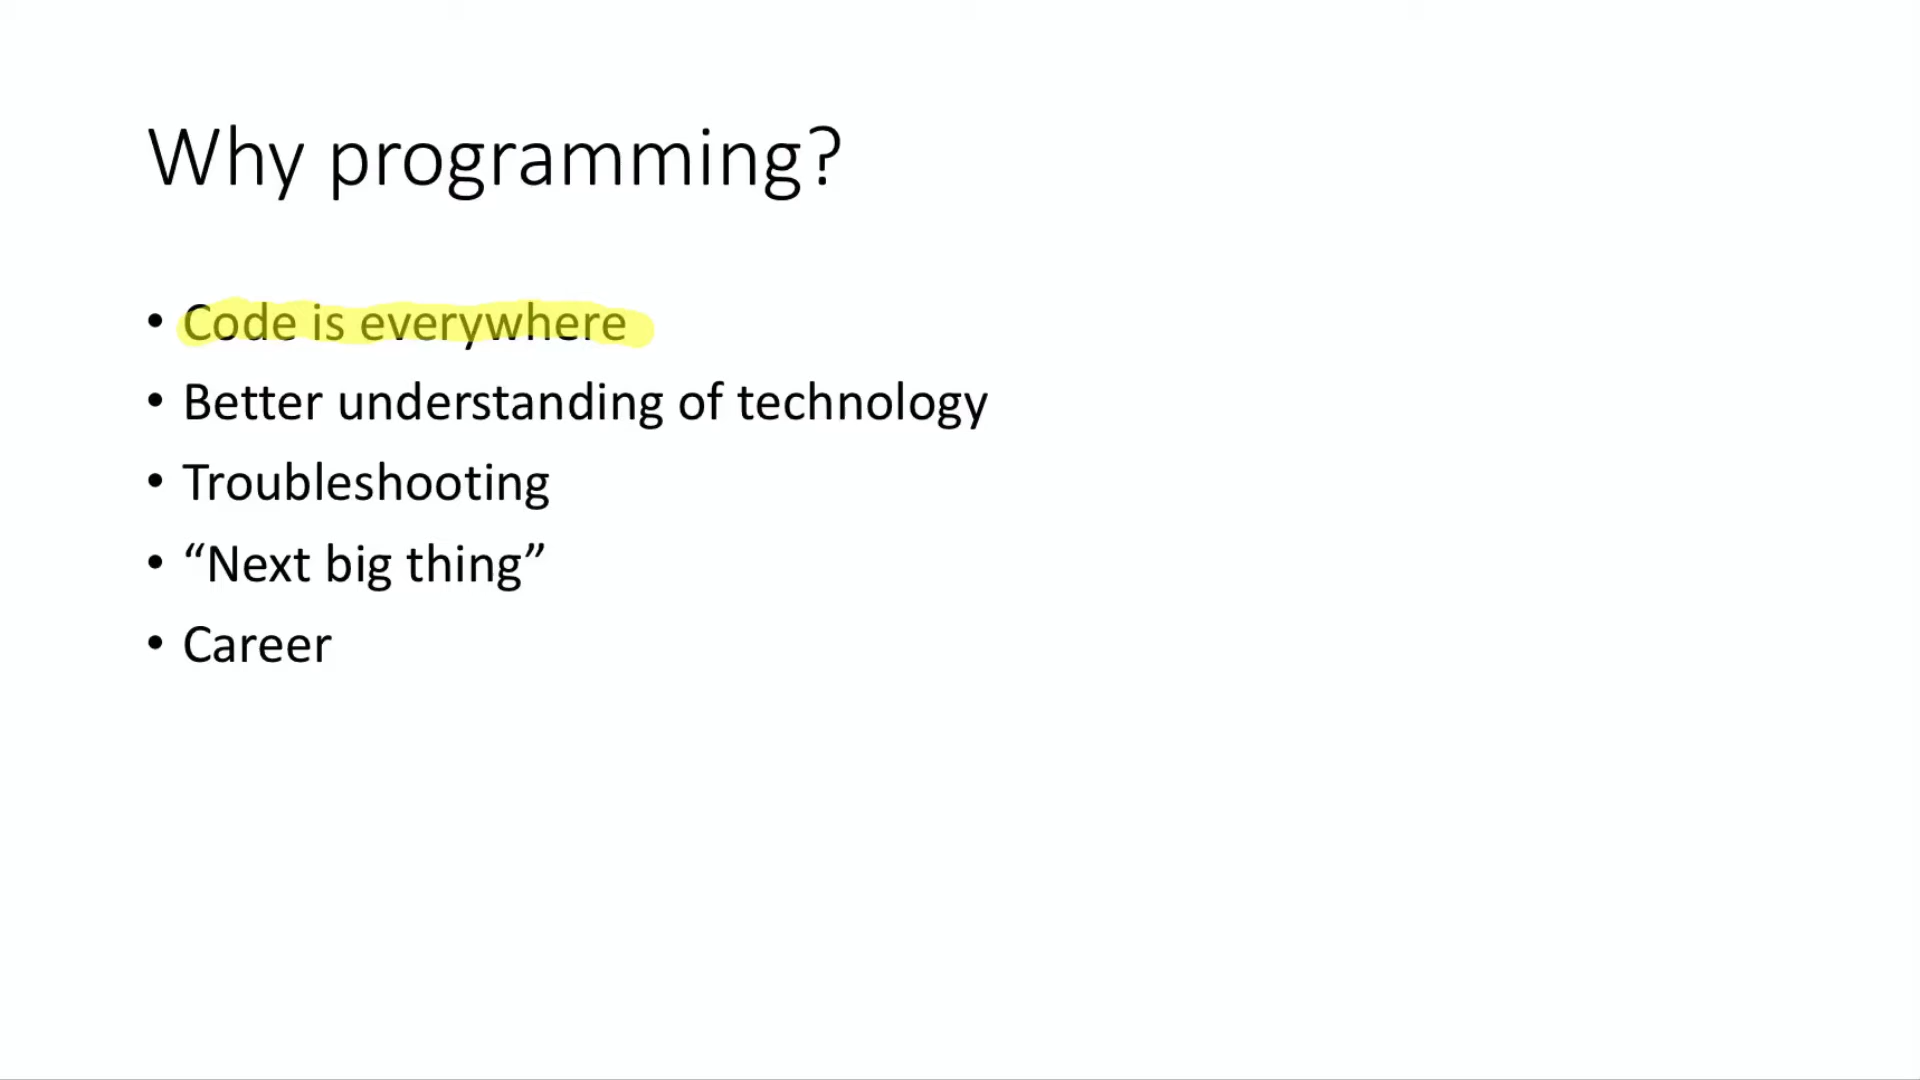 Why programming?
• Code is everywhere
• Better understanding of technology
• Troubleshooting
• “Next big thing”
• Career